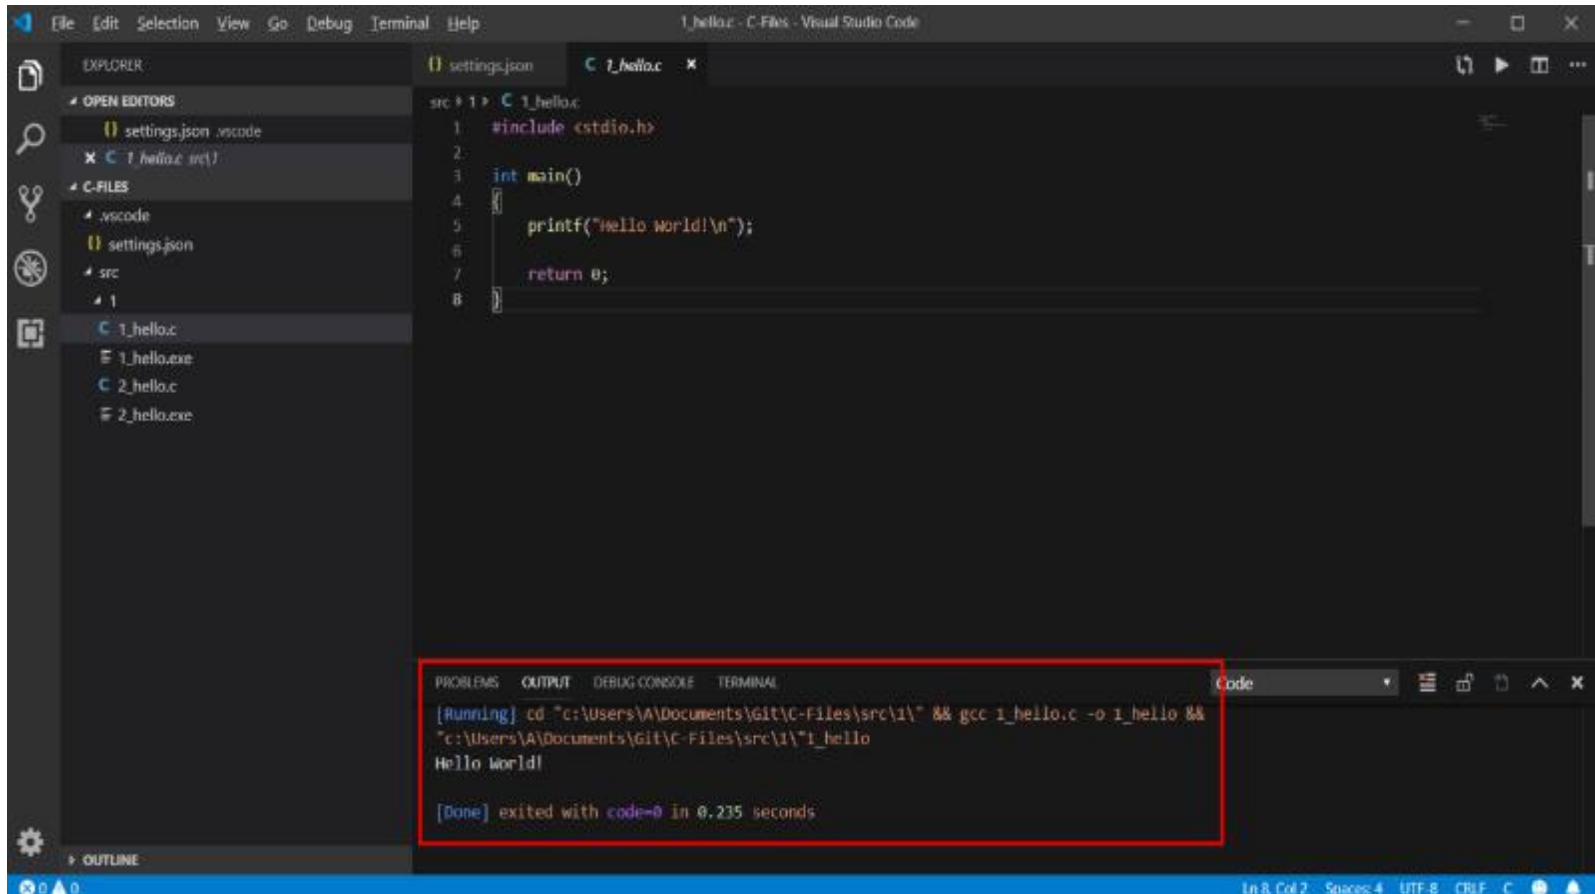 File Edit Selection View Go Debug Terminal Help
1_hello.c - C-Files - Visual Studio Code
EXPLORER
OPEN EDITORS
{} settings.json .vscode
C 1_hello.c src\1
C-FILES
.vscode
{} settings.json
src
1
C 1_hello.c
1_hello.exe
C 2_hello.c
2_hello.exe
OUTLINE
{} settings.json
C 1_hello.c
src 1 C 1_hello.c
1 #include <stdio.h>
2
3 int main()
4 {
5 printf("Hello World!\n");
6
7 return 0;
8 }
PROBLEMS OUTPUT DEBUG CONSOLE TERMINAL
Code
[Running] cd "c:\Users\A\Documents\Git\C-Files\src\1\" && gcc 1_hello.c -o 1_hello &&
"c:\Users\A\Documents\Git\C-Files\src\1\"1_hello
Hello World!
[Done] exited with code=0 in 0.235 seconds
0 0
Ln 8, Col 2 Spaces: 4 UTF-8 CRLF C